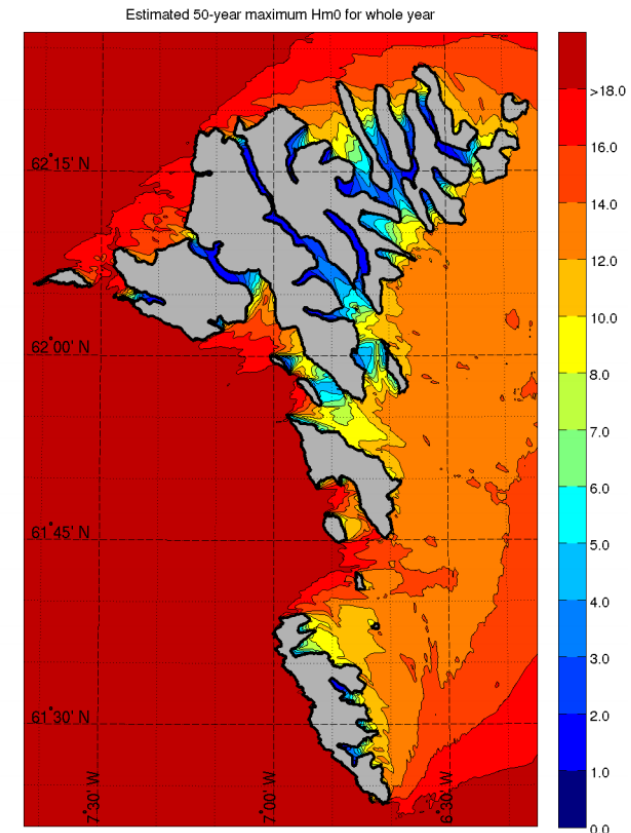 Estimated 50-year maximum Hm0 for whole year
62°15' N
62°00' N
61°45' N
61°30' N
7°30' W
7°00' W
6°30' W
>18.0
16.0
14.0
12.0
10.0
8.0
7.0
6.0
5.0
4.0
3.0
2.0
1.0
0.0